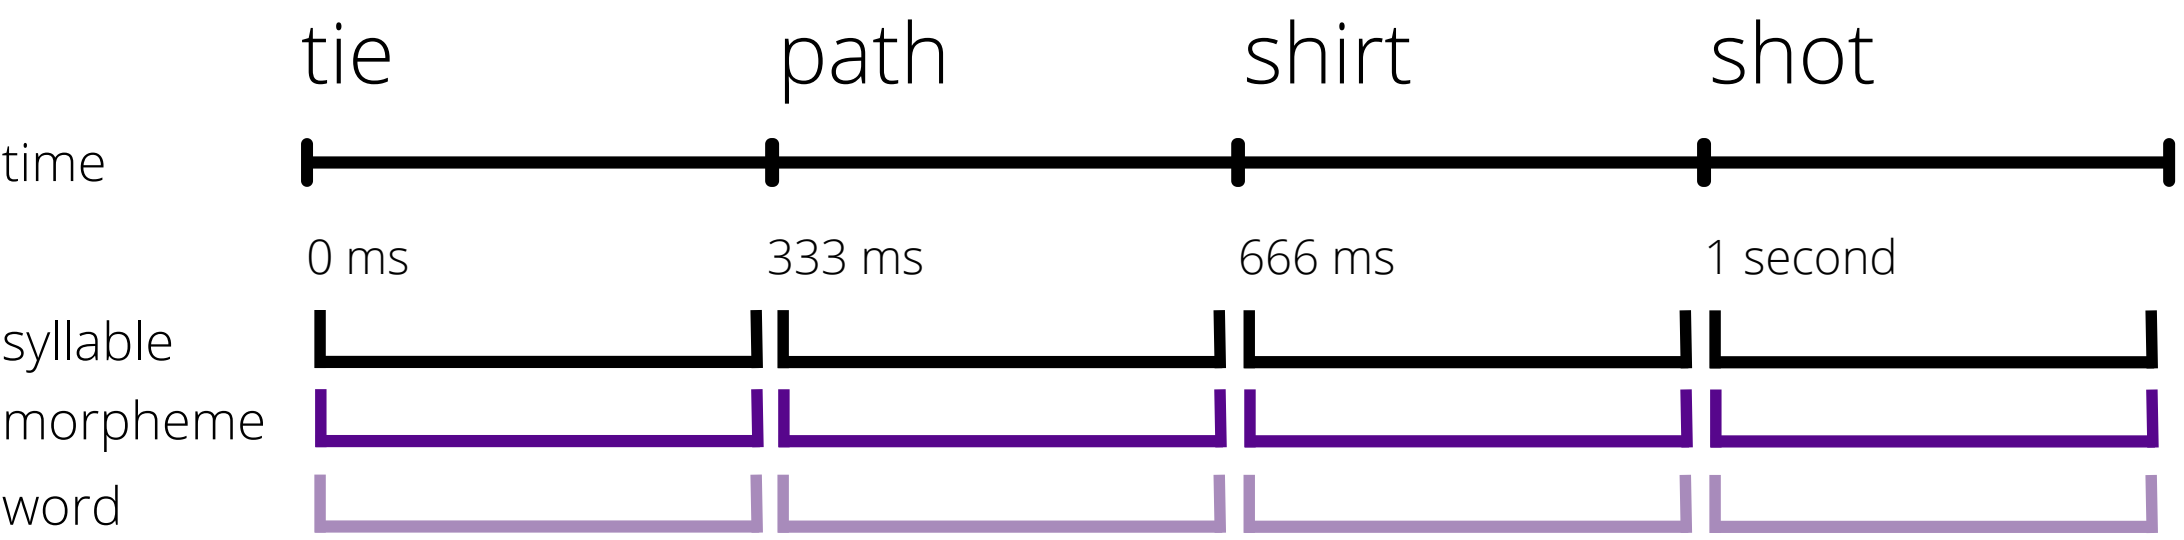 tie path shirt shot
time
0 ms 333 ms 666 ms 1 second
syllable
morpheme
word